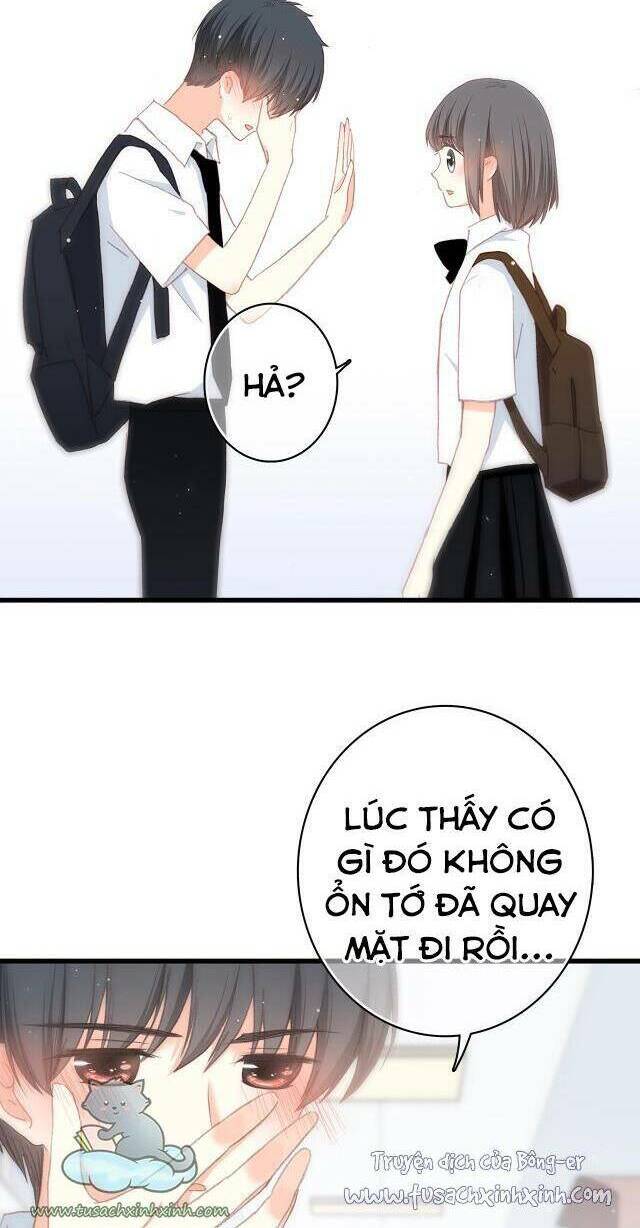 HẢ?
LÚC THẤY CÓ
GÌ ĐÓ KHÔNG
ỔN TỚ ĐÃ QUAY
MẶT ĐI RỒI...
Truyện dịch của Bông-er
www.tusachxinhxinh.com
www.tusachxinhxinh.com